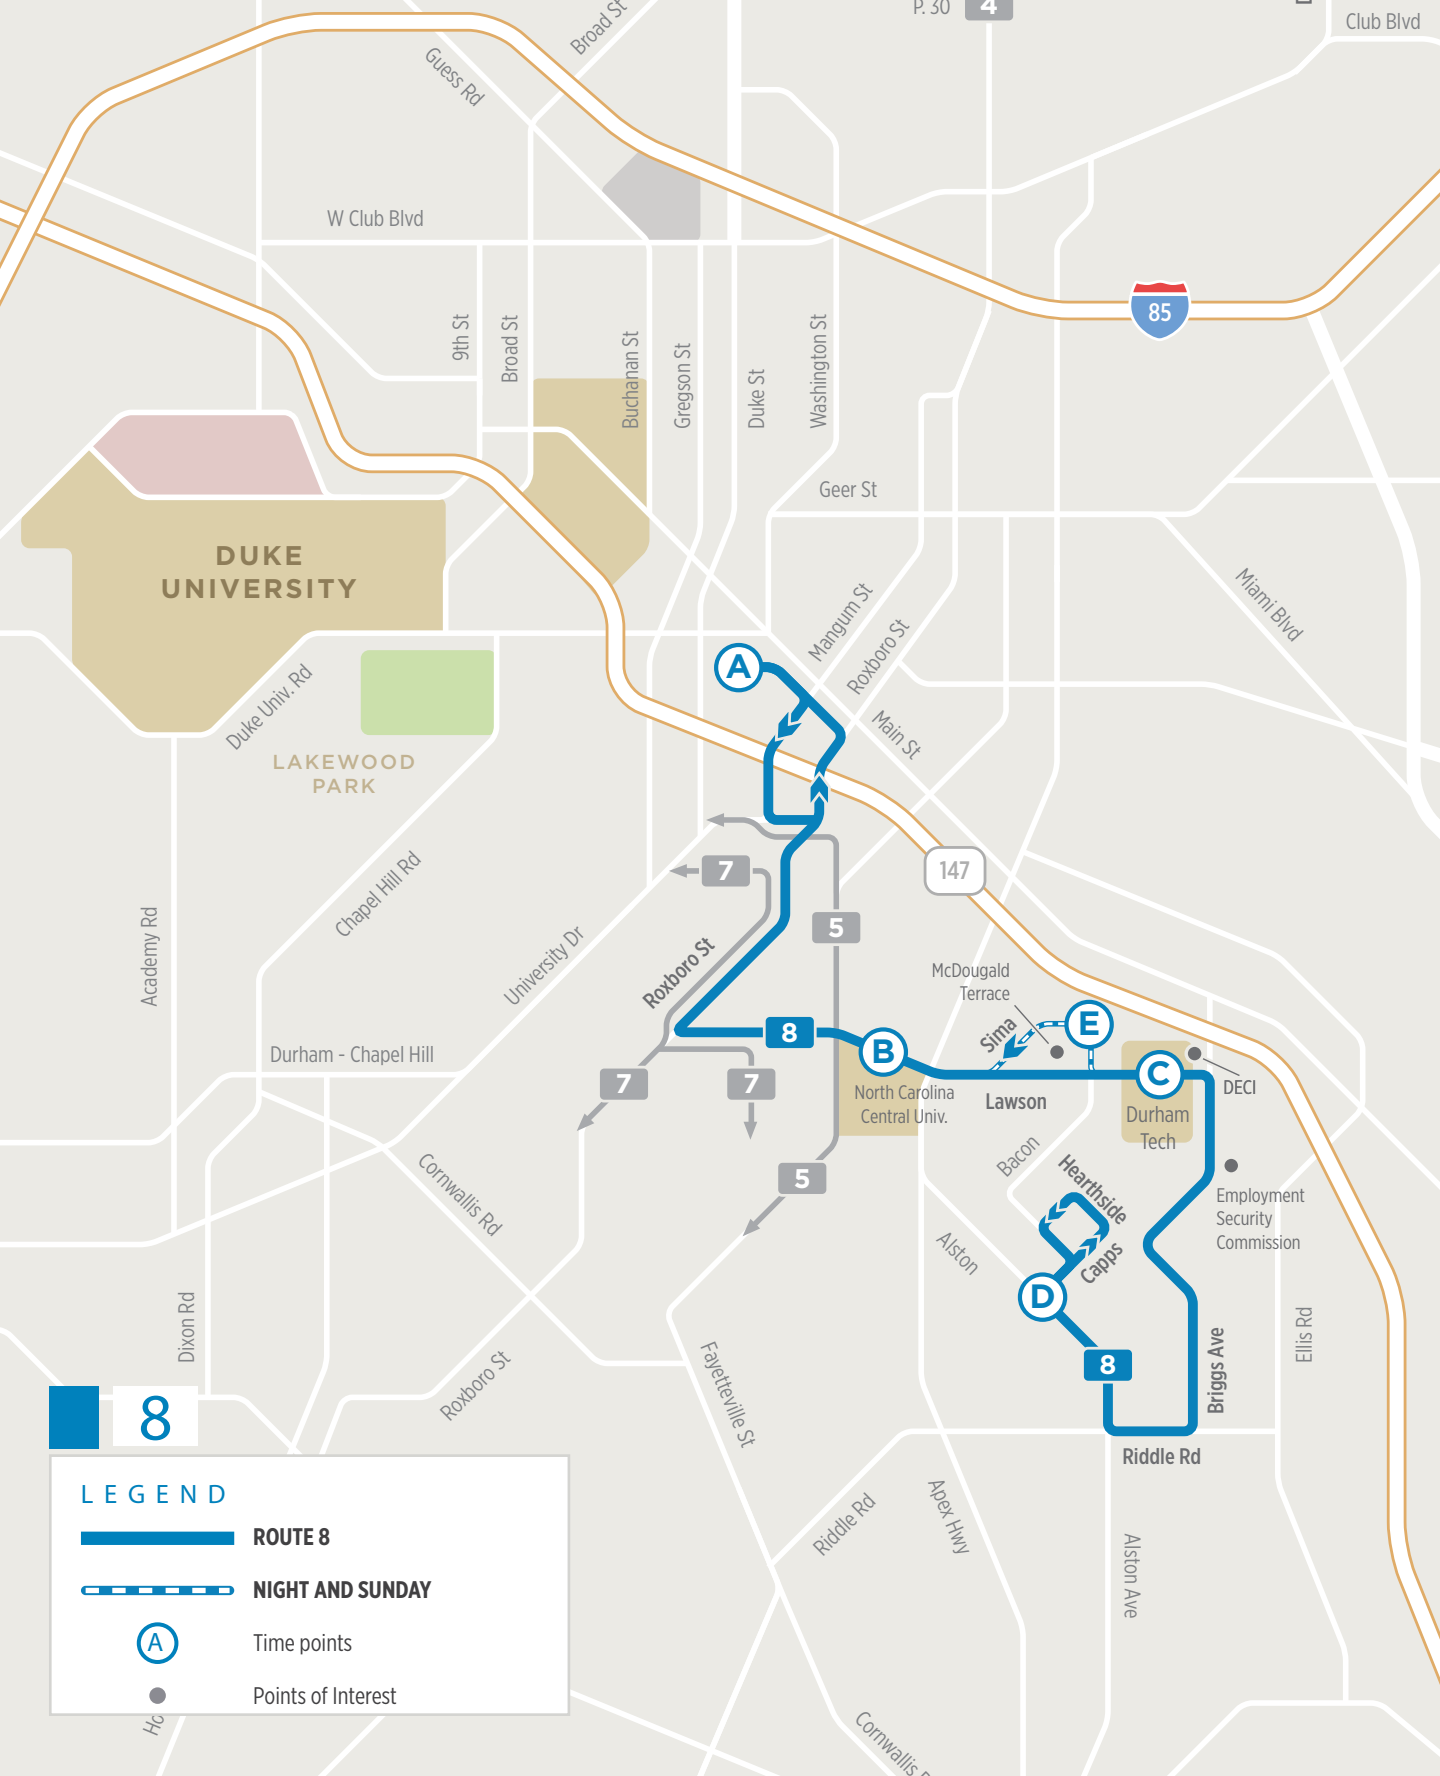 P. 30
4
Club Blvd
Broad St
Guess Rd
W Club Blvd
85
9th St
Broad St
Buchanan St
Gregson St
Duke St
Washington St
Geer St
DUKE
UNIVERSITY
Miami Blvd
Mangum St
Roxboro St
A
Duke Univ. Rd
Main St
LAKEWOOD
PARK
Chapel Hill Rd
7
147
Academy Rd
University Dr
Roxboro St
5
McDougald
Terrace
Sima
E
8
B
Durham - Chapel Hill
7
7
C
DECI
North Carolina
Central Univ.
Lawson
Durham
Tech
Bacon
Hearthside
5
Cornwallis Rd
Employment
Security
Commission
Alston
Capps
D
Dixon Rd
Ellis Rd
8
Briggs Ave
Roxboro St
Fayetteville St
8
Riddle Rd
LEGEND
ROUTE 8
NIGHT AND SUNDAY
A
Time points
Points of Interest
Riddle Rd
Apex Hwy
Alston Ave
Ho
Cornwallis